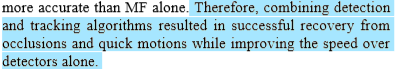 more accurate than MF alone. Therefore, combining detection
and tracking algorithms resulted in successful recovery from
occlusions and quick motions while improving the speed over
detectors alone.